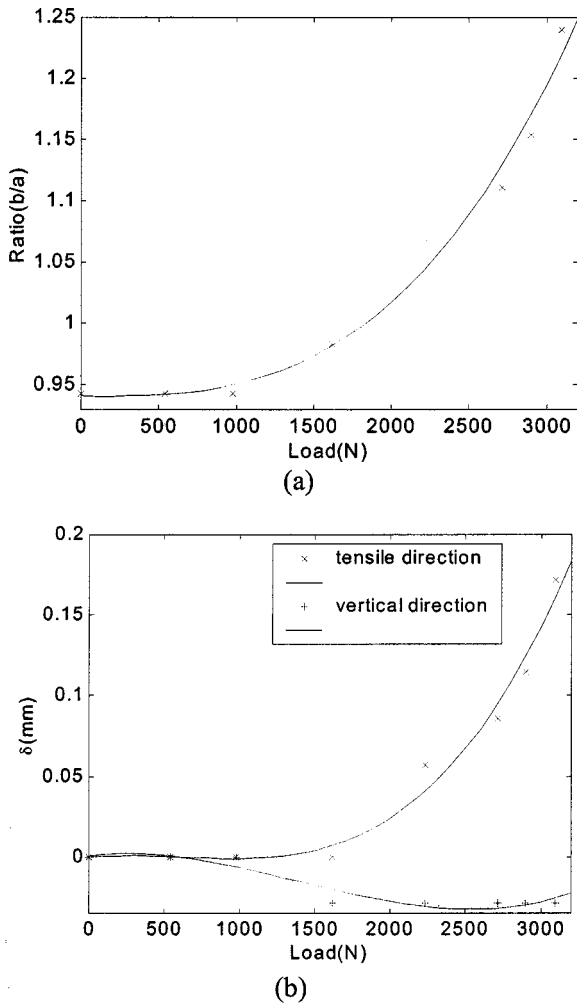 1.25
1.2
1.15
1.1
1.05
1
0.95
Ratio(b/a)
0 500 1000 1500 2000 2500 3000
Load(N)
(a)
0.2
0.15
0.1
0.05
0
δ(mm)
tensile direction
vertical direction
0 500 1000 1500 2000 2500 3000
Load(N)
(b)